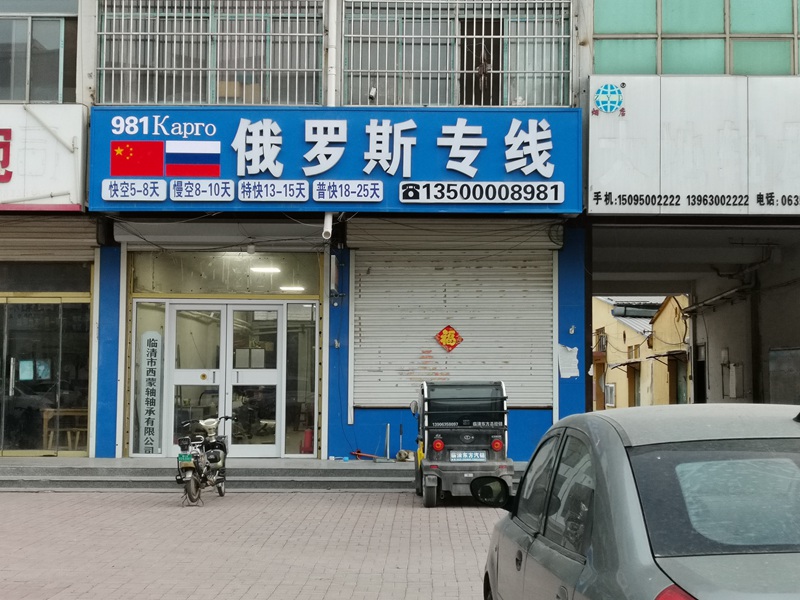 981Kapro
俄罗斯专线
快空5-8天 慢空8-10天 特快13-15天 普快18-25天
☎13500008981
手机:15095002222 13963002222 电话:063
临清市西蒙轴轴承有限公司
福